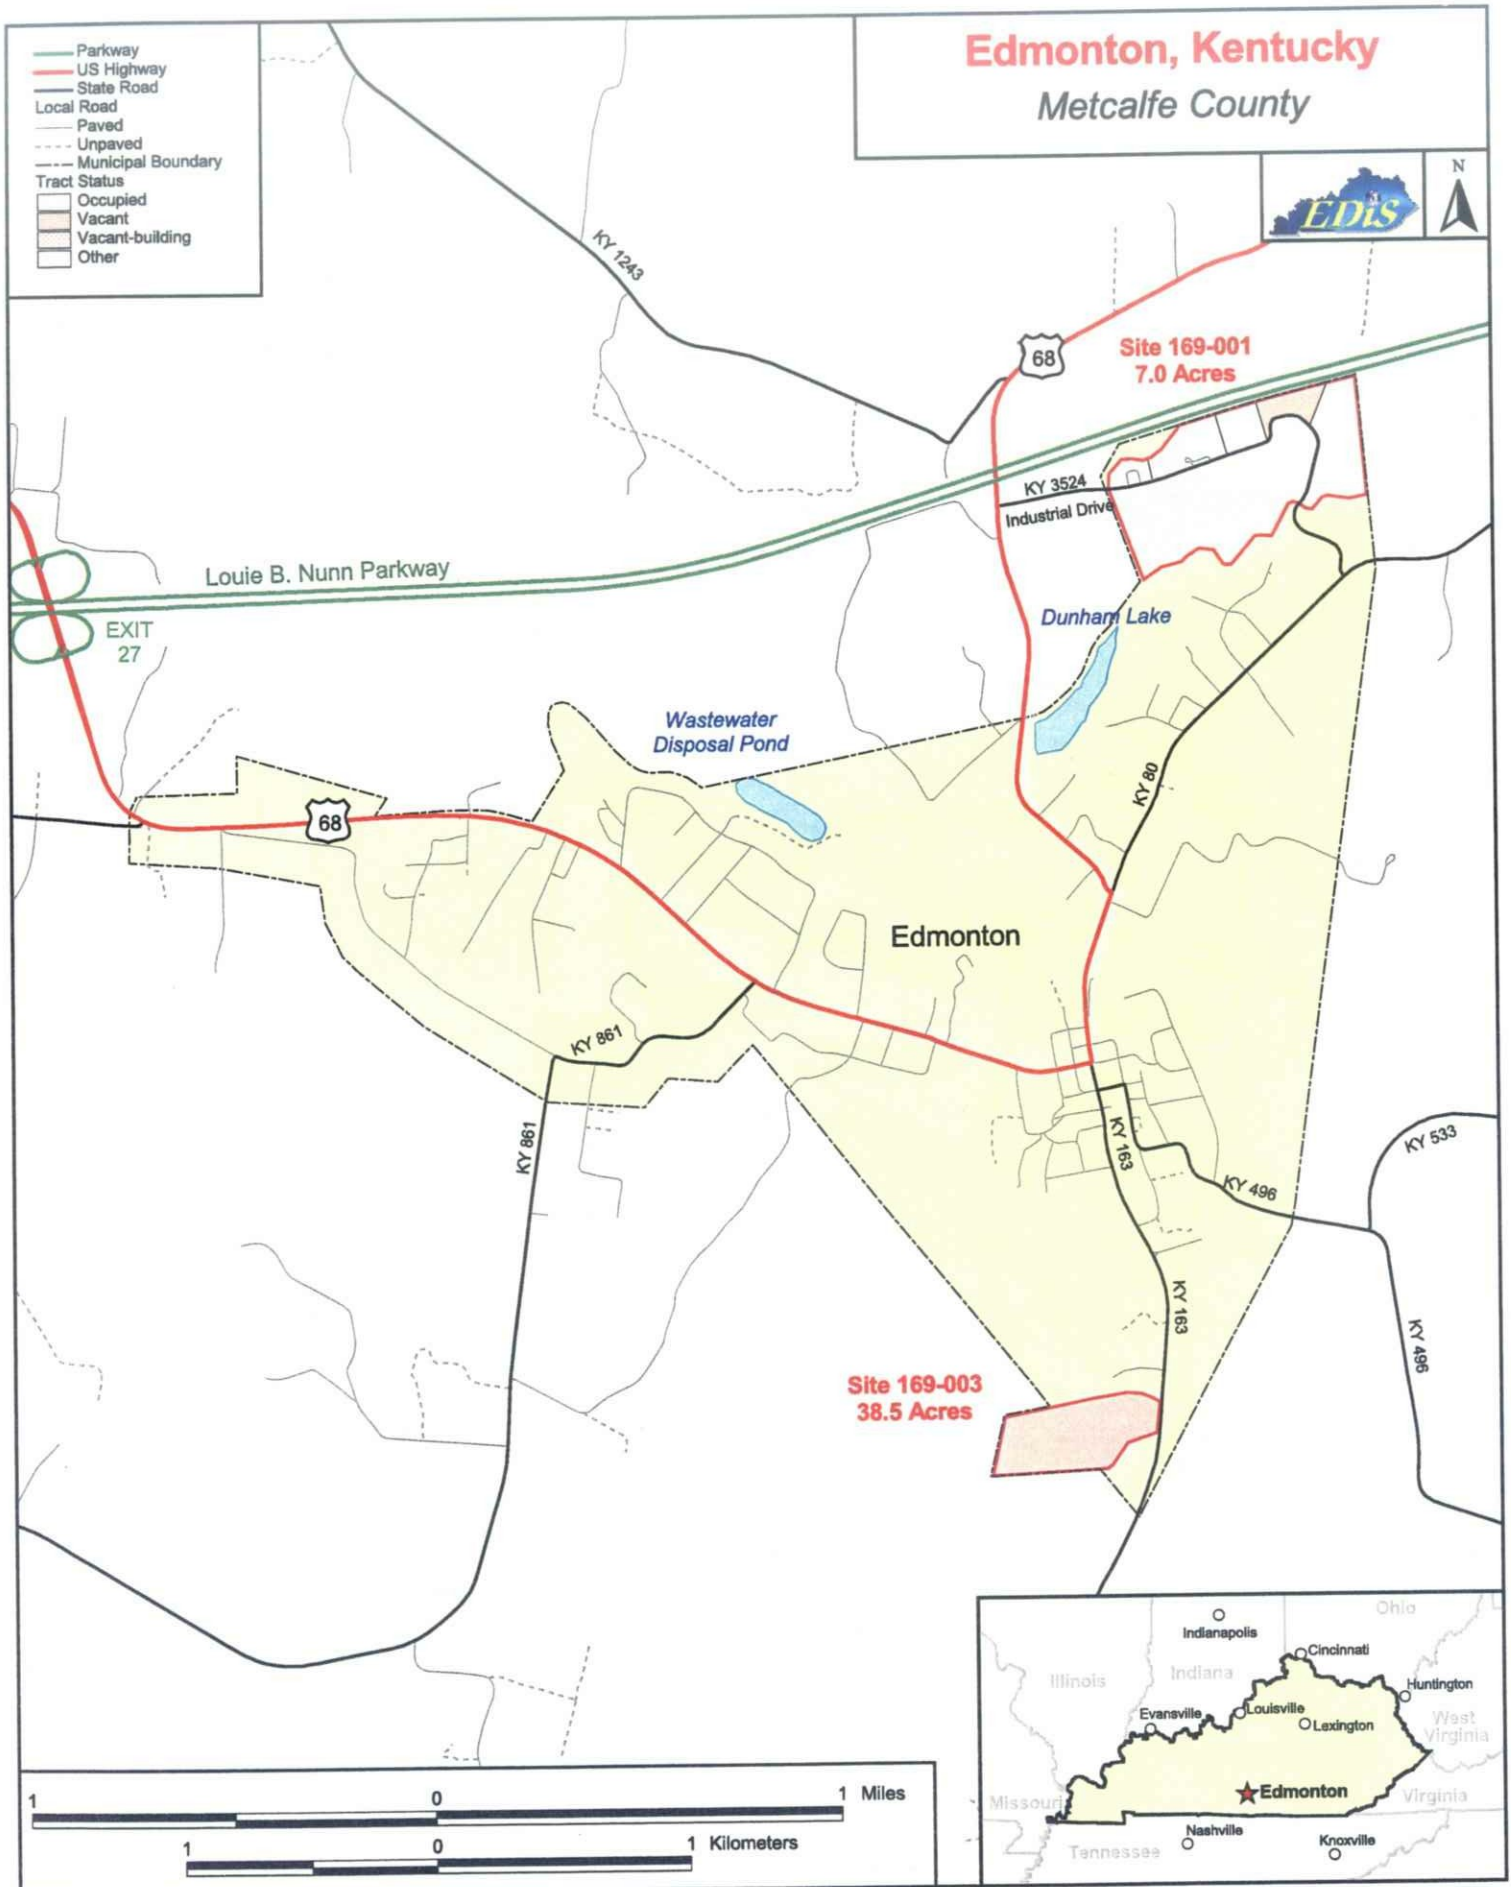 Parkway
US Highway
State Road
Local Road
Paved
Unpaved
Municipal Boundary
Tract Status
Occupied
Vacant
Vacant-building
Other
Edmonton, Kentucky
Metcalfe County
EDiS
N
KY 1243
68
Site 169-001
7.0 Acres
KY 3524
Industrial Drive
Louie B. Nunn Parkway
EXIT
27
Dunham Lake
Wastewater
Disposal Pond
KY 80
68
Edmonton
KY 861
KY 861
KY 163
KY 496
KY 533
KY 163
KY 496
Site 169-003
38.5 Acres
Ohio
Indianapolis
Cincinnati
Illinois
Indiana
Huntington
Evansville
Louisville
Lexington
West
Virginia
Edmonton
Missouri
Virginia
Nashville
Knoxville
Tennessee
1 0 1 Miles
1 0 1 Kilometers